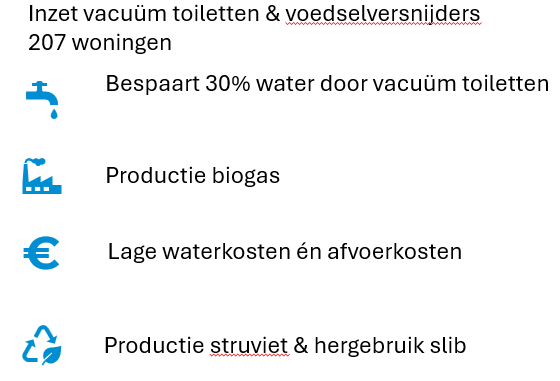 Inzet vacuüm toiletten & voedselversnijders
207 woningen
Bespaart 30% water door vacuüm toiletten
Productie biogas
Lage waterkosten én afvoerkosten
Productie struviet & hergebruik slib